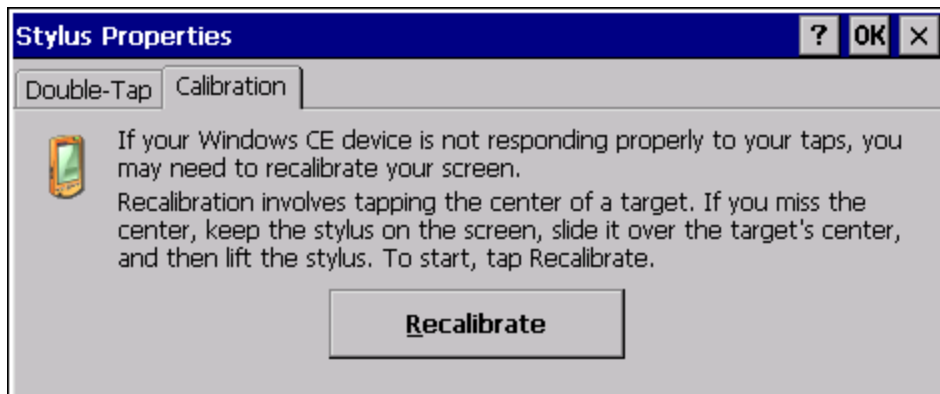 Stylus Properties ? OK ×
Double-Tap Calibration
If your Windows CE device is not responding properly to your taps, you
may need to recalibrate your screen.
Recalibration involves tapping the center of a target. If you miss the
center, keep the stylus on the screen, slide it over the target's center,
and then lift the stylus. To start, tap Recalibrate.
Recalibrate